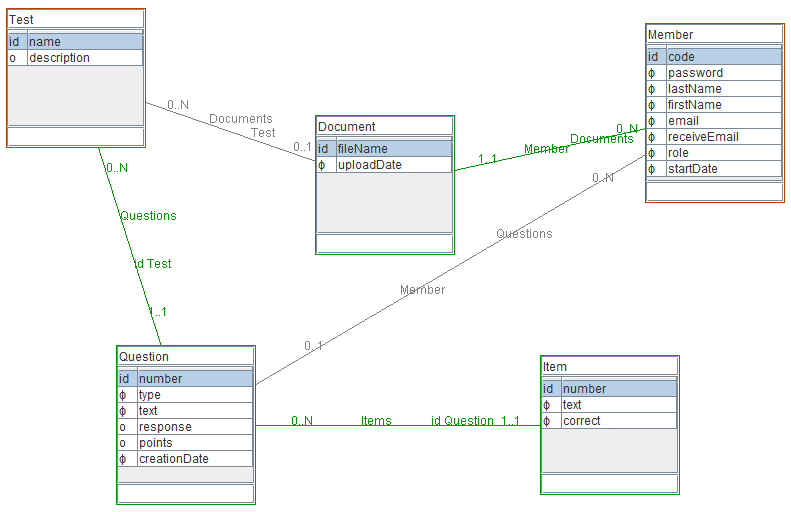 Test
id name
o description
Member
id code
ϕ password
ϕ lastName
ϕ firstName
ϕ email
ϕ receiveEmail
ϕ role
ϕ startDate
Document
id fileName
ϕ uploadDate
0..N
Documents
Test
0..1
0..N
Documents
Member
1..1
0..N
Questions
Member
0..1
0..N
Questions
id Test
1..1
Question
id number
ϕ type
ϕ text
o response
o points
ϕ creationDate
0..N Items id Question 1..1
Item
id number
ϕ text
ϕ correct